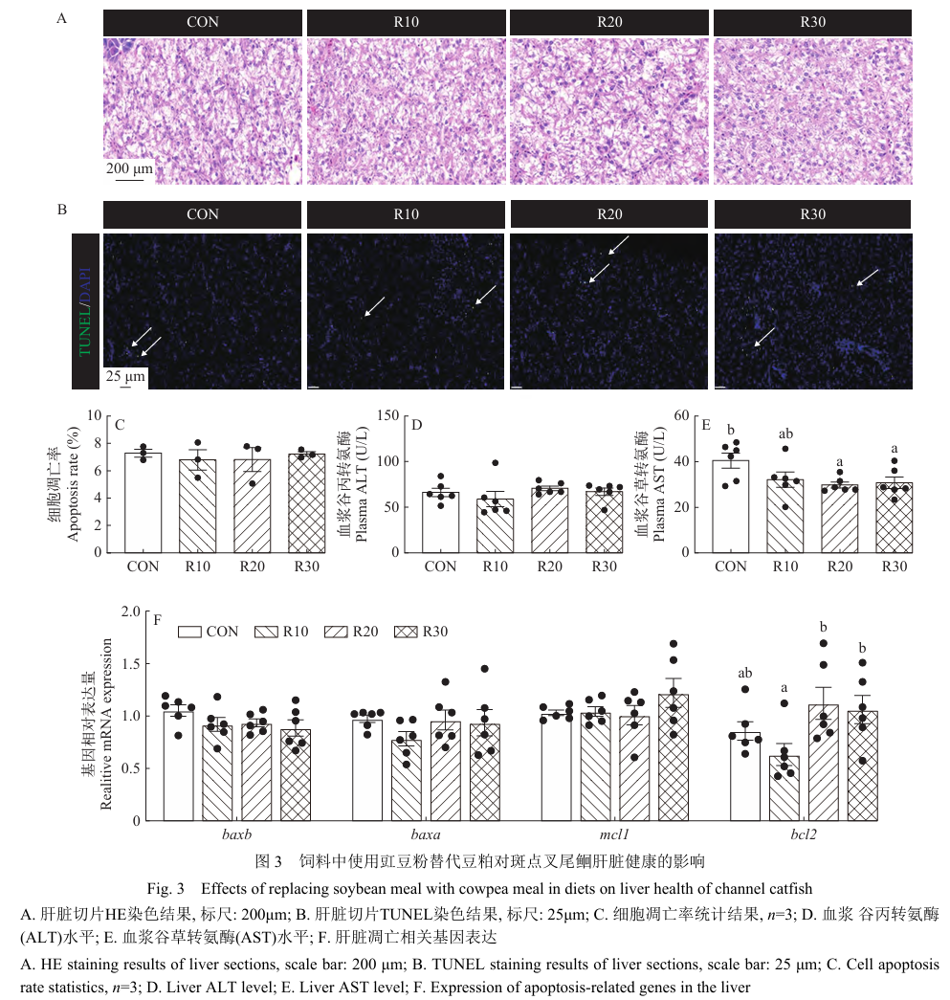 A
CON
R10
R20
R30
200 μm
B
CON
R10
R20
R30
TUNEL/DAPI
25 μm
细胞凋亡率
Apoptosis rate (%)
10
8
6
4
2
0
C
CON
R10
R20
R30
血浆谷丙转氨酶
Plasma ALT (U/L)
150
100
50
0
D
CON
R10
R20
R30
血浆谷草转氨酶
Plasma AST (U/L)
60
40
20
0
E
b
ab
a
a
CON
R10
R20
R30
基因相对表达量
Realitive mRNA expression
2.0
1.5
1.0
0.5
0
F
CON
R10
R20
R30
ab
a
b
b
baxb
baxa
mcl1
bcl2
图 3 饲料中使用豇豆粉替代豆粕对斑点叉尾鮰肝脏健康的影响
Fig. 3 Effects of replacing soybean meal with cowpea meal in diets on liver health of channel catfish
A. 肝脏切片HE染色结果, 标尺: 200μm; B. 肝脏切片TUNEL染色结果, 标尺: 25μm; C. 细胞凋亡率统计结果, n=3; D. 血浆 谷丙转氨酶
(ALT)水平; E. 血浆谷草转氨酶(AST)水平; F. 肝脏凋亡相关基因表达
A. HE staining results of liver sections, scale bar: 200 μm; B. TUNEL staining results of liver sections, scale bar: 25 μm; C. Cell apoptosis
rate statistics, n=3; D. Liver ALT level; E. Liver AST level; F. Expression of apoptosis-related genes in the liver